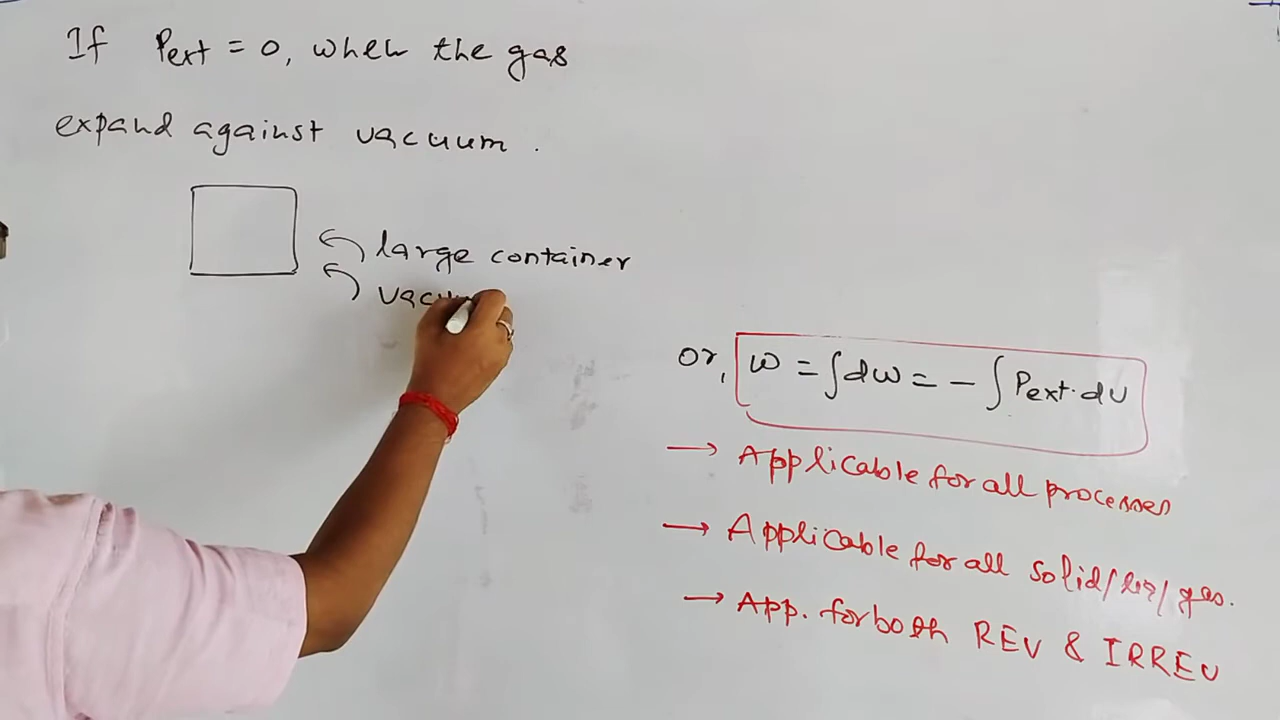 If Pext = 0, when the gas
expand against vacuum.
large container
or, w = ∫dw = - ∫Pext.dv
→ Applicable for all processes
→ Applicable for all solid/liq/gas.
→ App. for both REV & IRREV